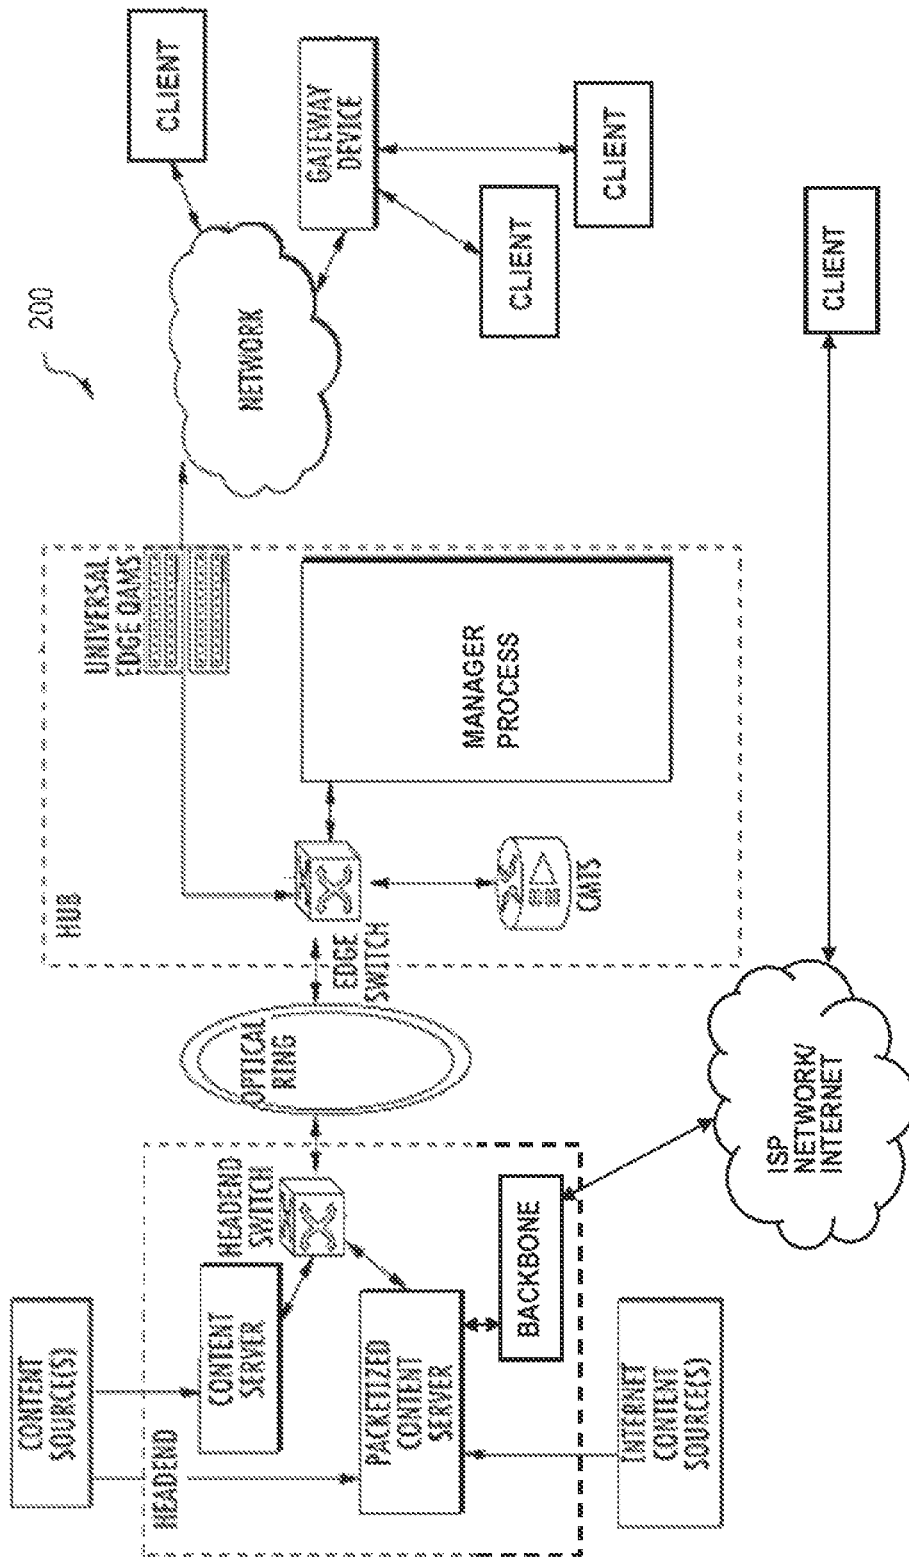 200
CONTENT
SOURCE(S)
HEADEND
CONTENT
SERVER
PACKETIZED
CONTENT
SERVER
HEADEND
SWITCH
BACKBONE
INTERNET
CONTENT
SOURCE(S)
OPTICAL
RING
ISP
NETWORK/
INTERNET
HUB
EDGE
SWITCH
CMTS
MANAGER
PROCESS
UNIVERSAL
EDGE QAMS
NETWORK
CLIENT
GATEWAY
DEVICE
CLIENT
CLIENT
CLIENT